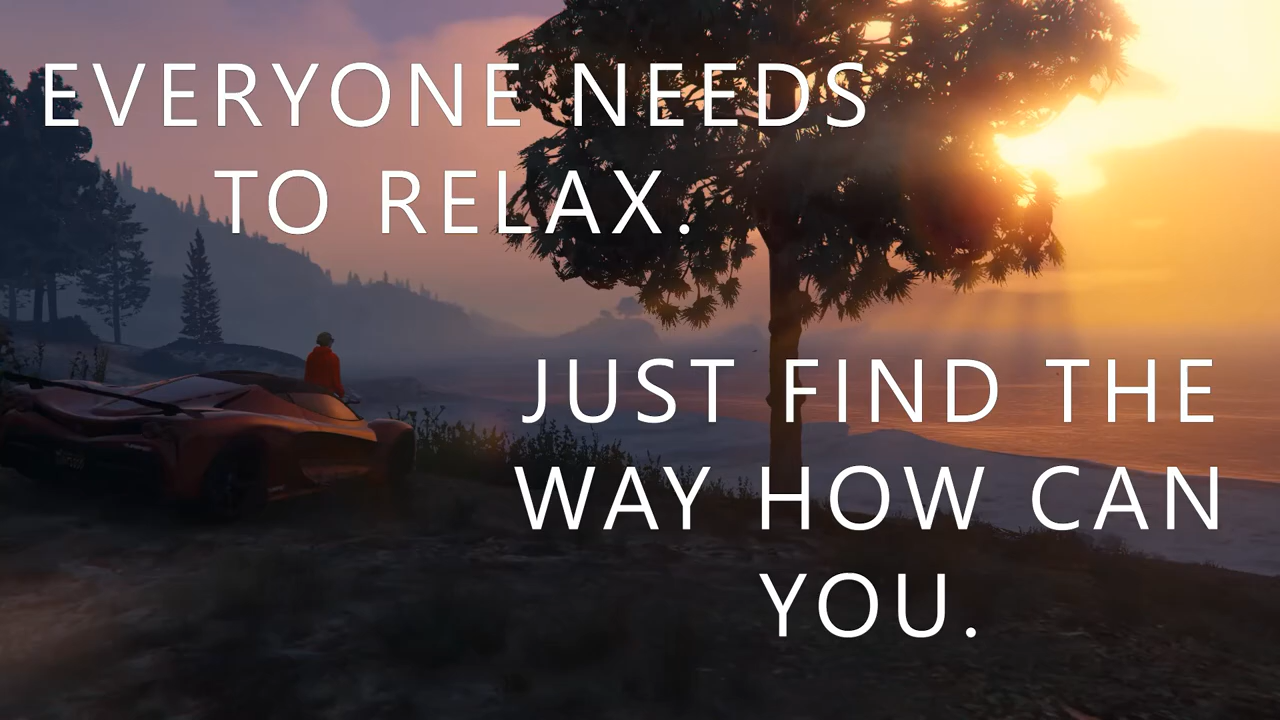 EVERYONE NEEDS
TO RELAX.
JUST FIND THE
WAY HOW CAN
YOU.